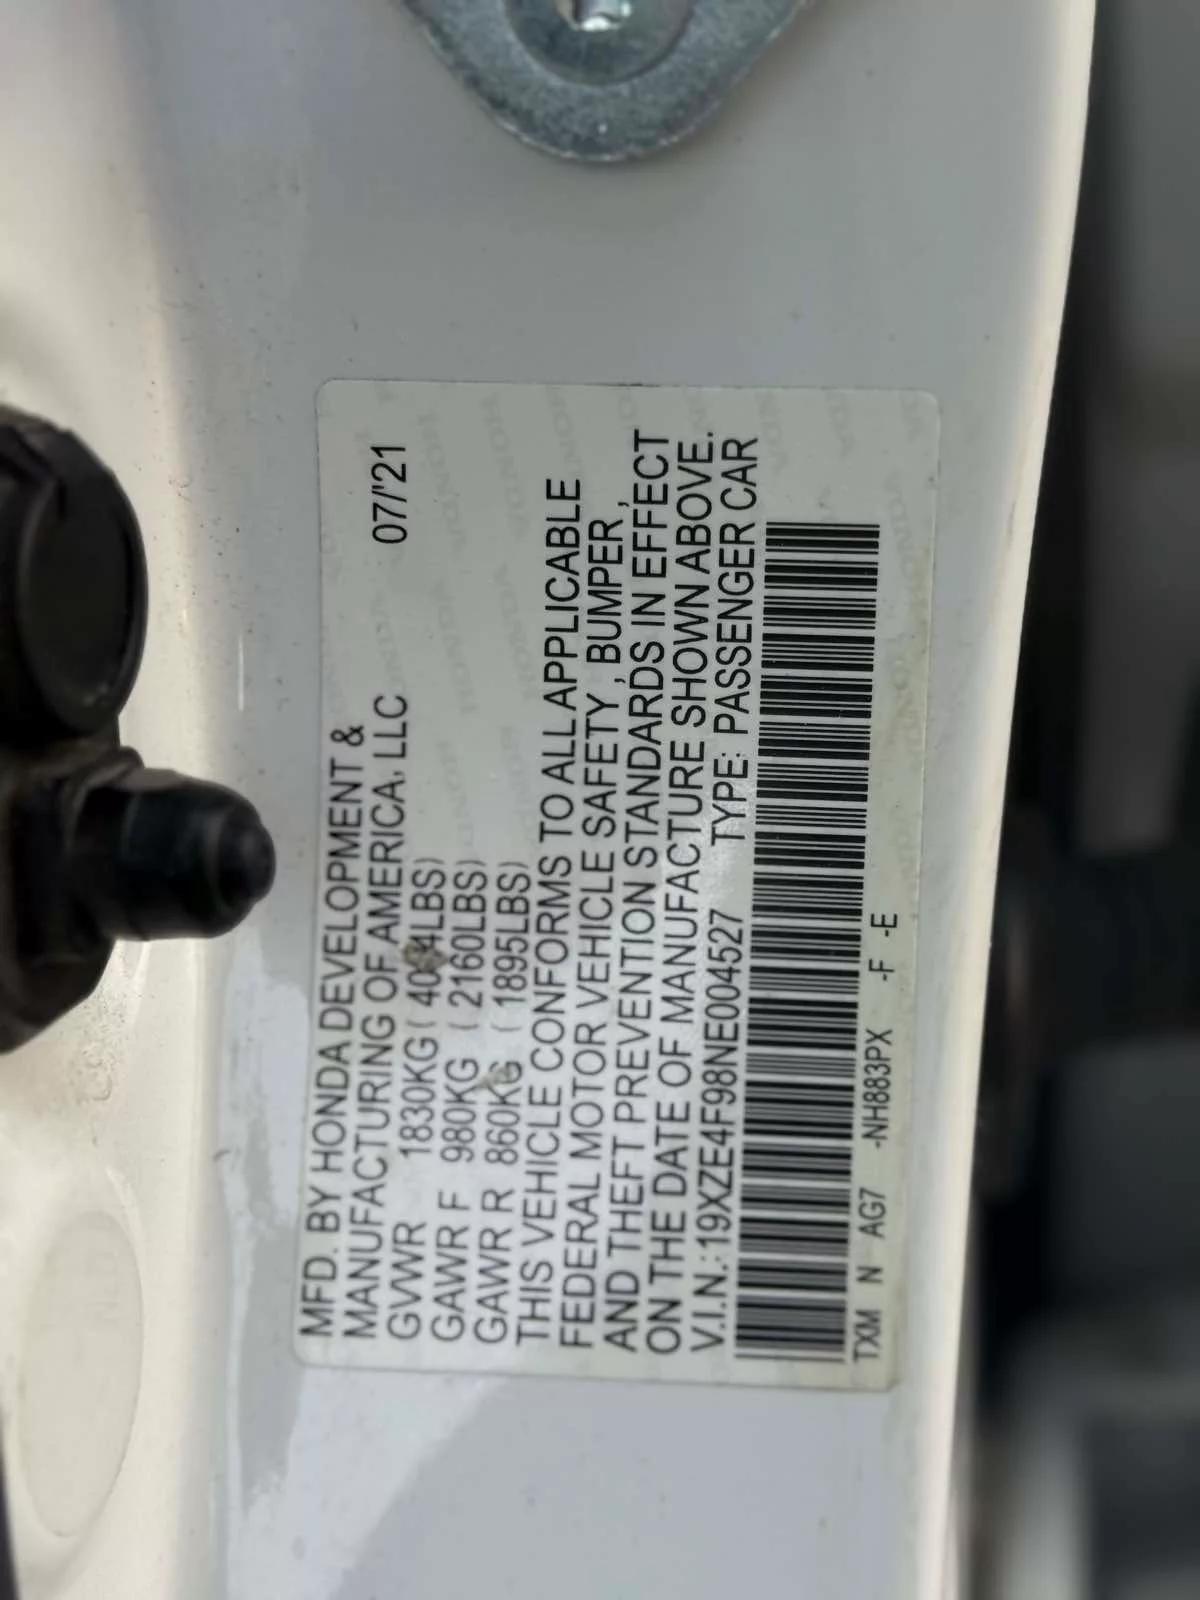 MFD. BY HONDA DEVELOPMENT &
MANUFACTURING OF AMERICA, LLC 07/'21
GVWR 1830KG ( 4034LBS)
GAWR F 980KG ( 2160LBS)
GAWR R 860KG ( 1895LBS)
THIS VEHICLE CONFORMS TO ALL APPLICABLE
FEDERAL MOTOR VEHICLE SAFETY , BUMPER ,
AND THEFT PREVENTION STANDARDS IN EFFECT
ON THE DATE OF MANUFACTURE SHOWN ABOVE.
V.I.N.: 19XZE4F98NE004527 TYPE: PASSENGER CAR
TXM N AG7 -NH883PX -F -E